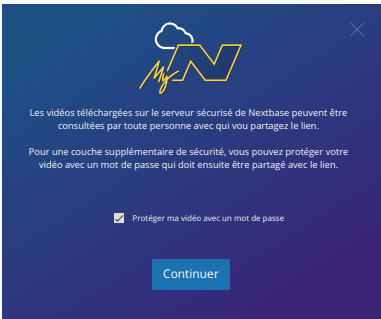 My N
Les vidéos téléchargées sur le serveur sécurisé de Nextbase peuvent être
consultées par toute personne avec qui vou partagez le lien.
Pour une couche supplémentaire de sécurité, vous pouvez protéger votre
vidéo avec un mot de passe qui doit ensuite être partagé avec le lien.
Protéger ma vidéo avec un mot de passe
Continuer